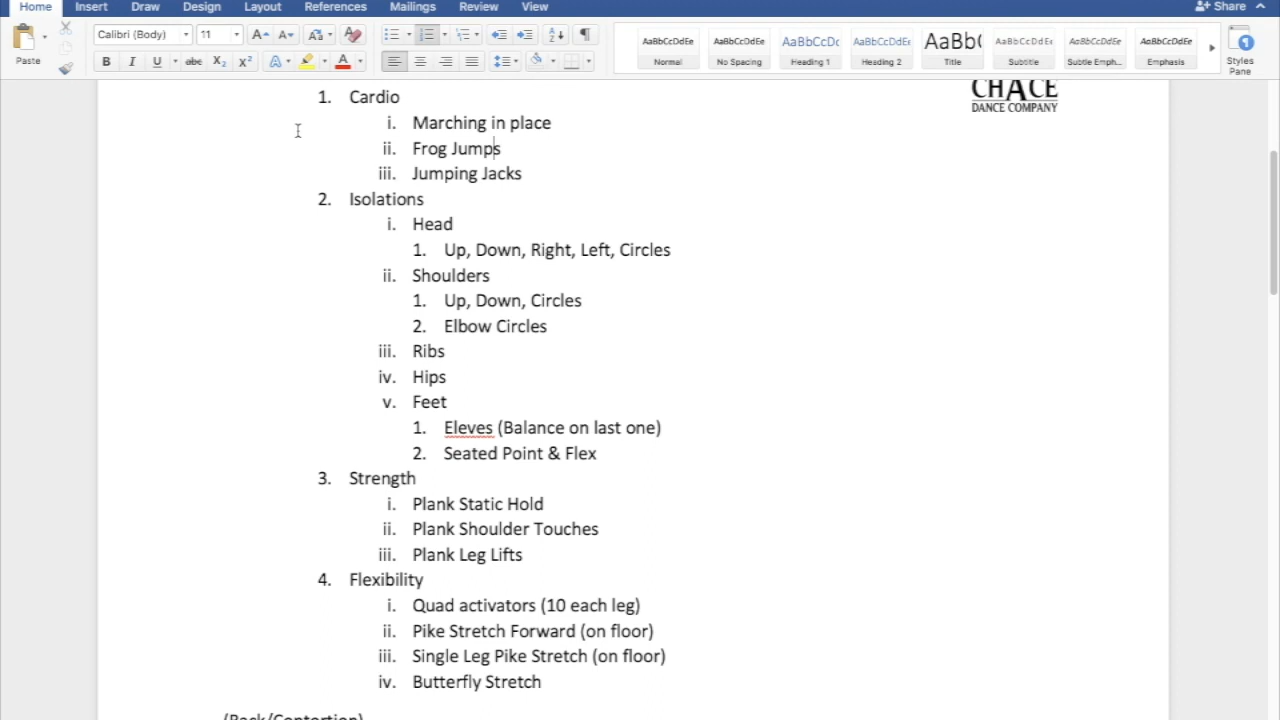 Home Insert Draw Design Layout References Mailings Review View Share
Calibri (Body) 11
AaBbCcDdEe AaBbCcDdEe AaBbCcDc AaBbCcDdEe AaBb( AaBbCcDdEe AaBbCcDdEe AaBbCcDdEe
Paste B I U abc X₂ X² A A Normal No Spacing Heading 1 Heading 2 Title Subtitle Subtle Emph... Emphasis Styles
Pane
CHACE
DANCE COMPANY
1. Cardio
i. Marching in place
ii. Frog Jumps
iii. Jumping Jacks
2. Isolations
i. Head
1. Up, Down, Right, Left, Circles
ii. Shoulders
1. Up, Down, Circles
2. Elbow Circles
iii. Ribs
iv. Hips
v. Feet
1. Eleves (Balance on last one)
2. Seated Point & Flex
3. Strength
i. Plank Static Hold
ii. Plank Shoulder Touches
iii. Plank Leg Lifts
4. Flexibility
i. Quad activators (10 each leg)
ii. Pike Stretch Forward (on floor)
iii. Single Leg Pike Stretch (on floor)
iv. Butterfly Stretch
(Back/Contortion)